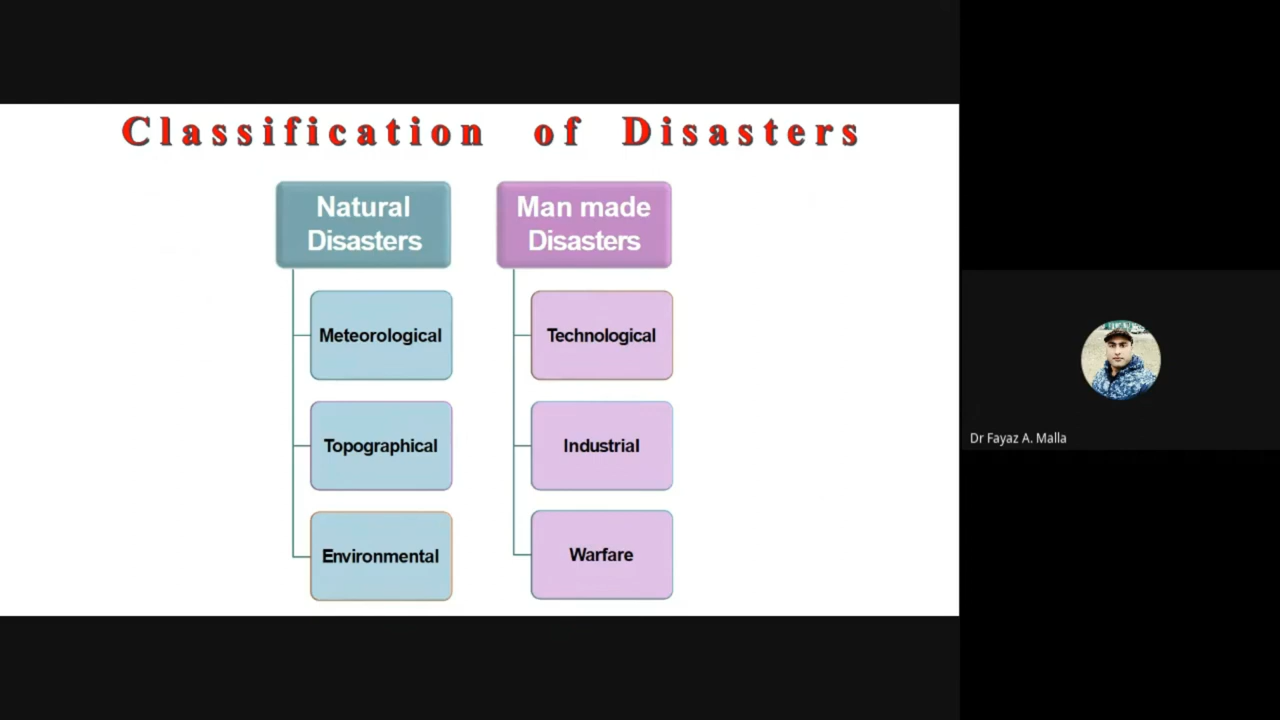 Classification of Disasters
Natural
Disasters
Meteorological
Topographical
Environmental
Man made
Disasters
Technological
Industrial
Warfare
Dr Fayaz A. Malla